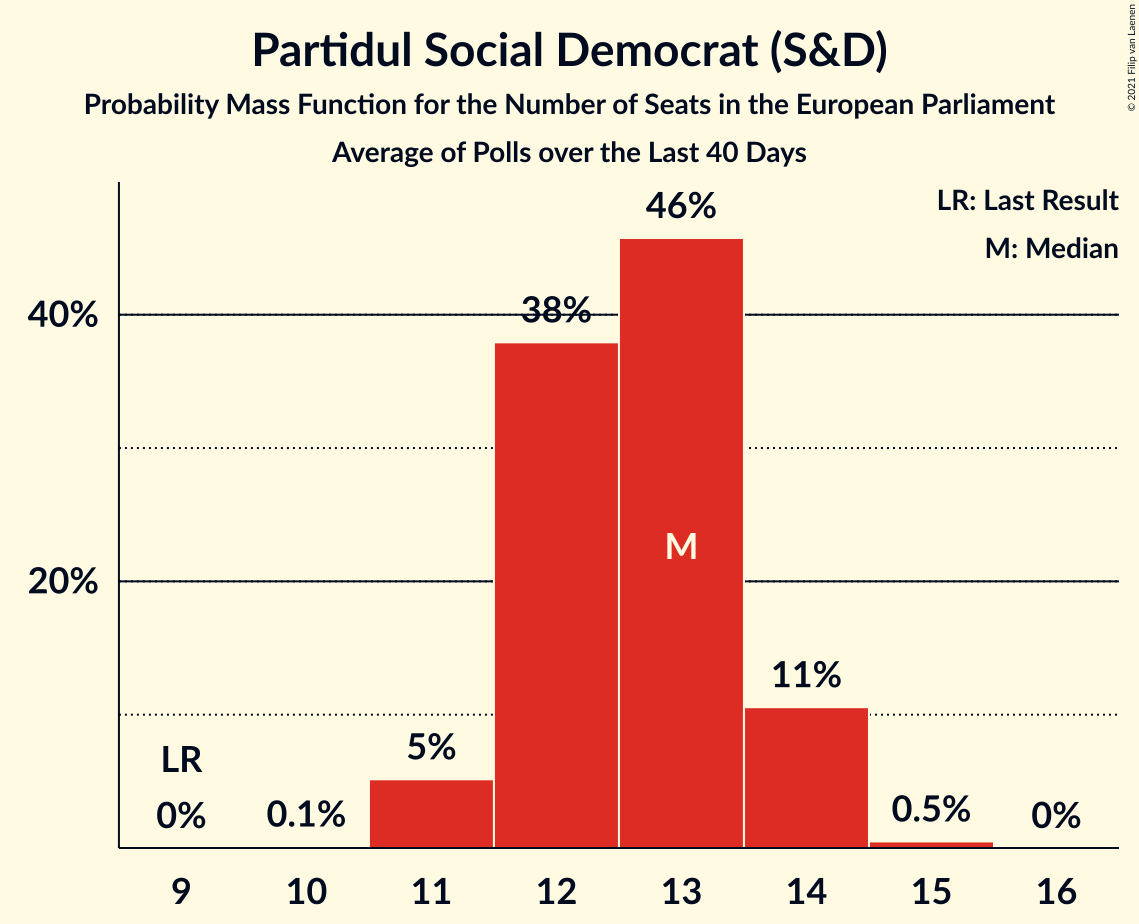 Partidul Social Democrat (S&D)
Probability Mass Function for the Number of Seats in the European Parliament
Average of Polls over the Last 40 Days
© 2021 Filip van Laenen
LR: Last Result
M: Median
46%
38%
40%
M
20%
11%
5%
LR
0%
0.1%
0.5%
0%
9
10
11
12
13
14
15
16